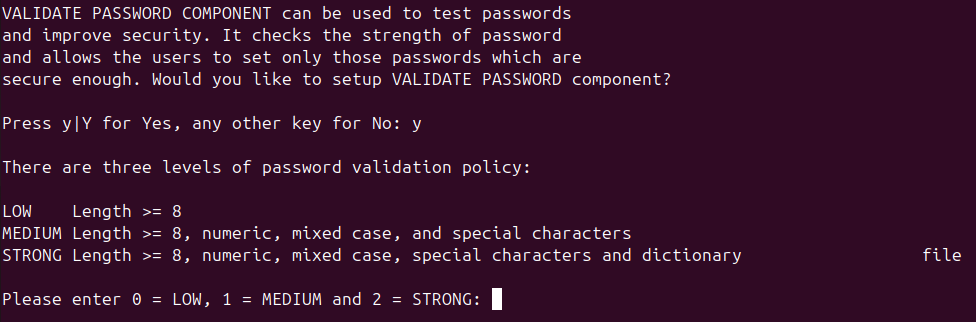 VALIDATE PASSWORD COMPONENT can be used to test passwords
and improve security. It checks the strength of password
and allows the users to set only those passwords which are
secure enough. Would you like to setup VALIDATE PASSWORD component?
Press y|Y for Yes, any other key for No: y
There are three levels of password validation policy:
LOW    Length >= 8
MEDIUM Length >= 8, numeric, mixed case, and special characters
STRONG Length >= 8, numeric, mixed case, special characters and dictionary                  file
Please enter 0 = LOW, 1 = MEDIUM and 2 = STRONG: